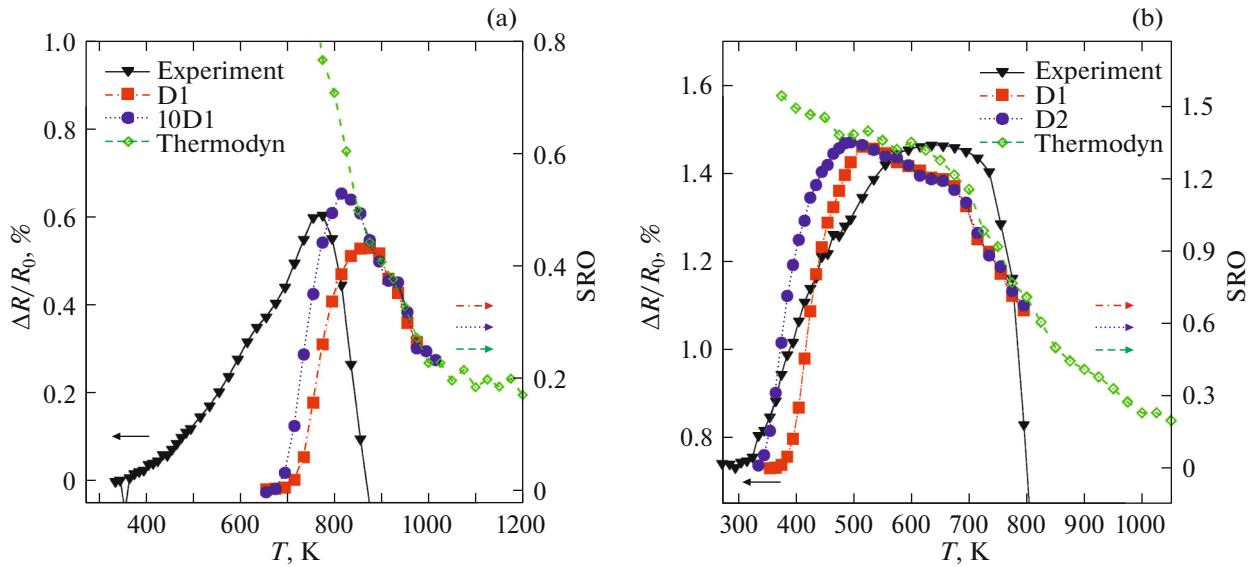 (a)
1.0
0.8
0.6
0.4
0.2
0
ΔR/R0, %
Experiment
D1
10D1
Thermodyn
0.8
0.6
0.4
0.2
0
SRO
400 600 800 1000 1200
T, K
(b)
1.6
1.4
1.2
1.0
0.8
ΔR/R0, %
Experiment
D1
D2
Thermodyn
1.5
1.2
0.9
0.6
0.3
0
SRO
300 400 500 600 700 800 900 1000
T, K